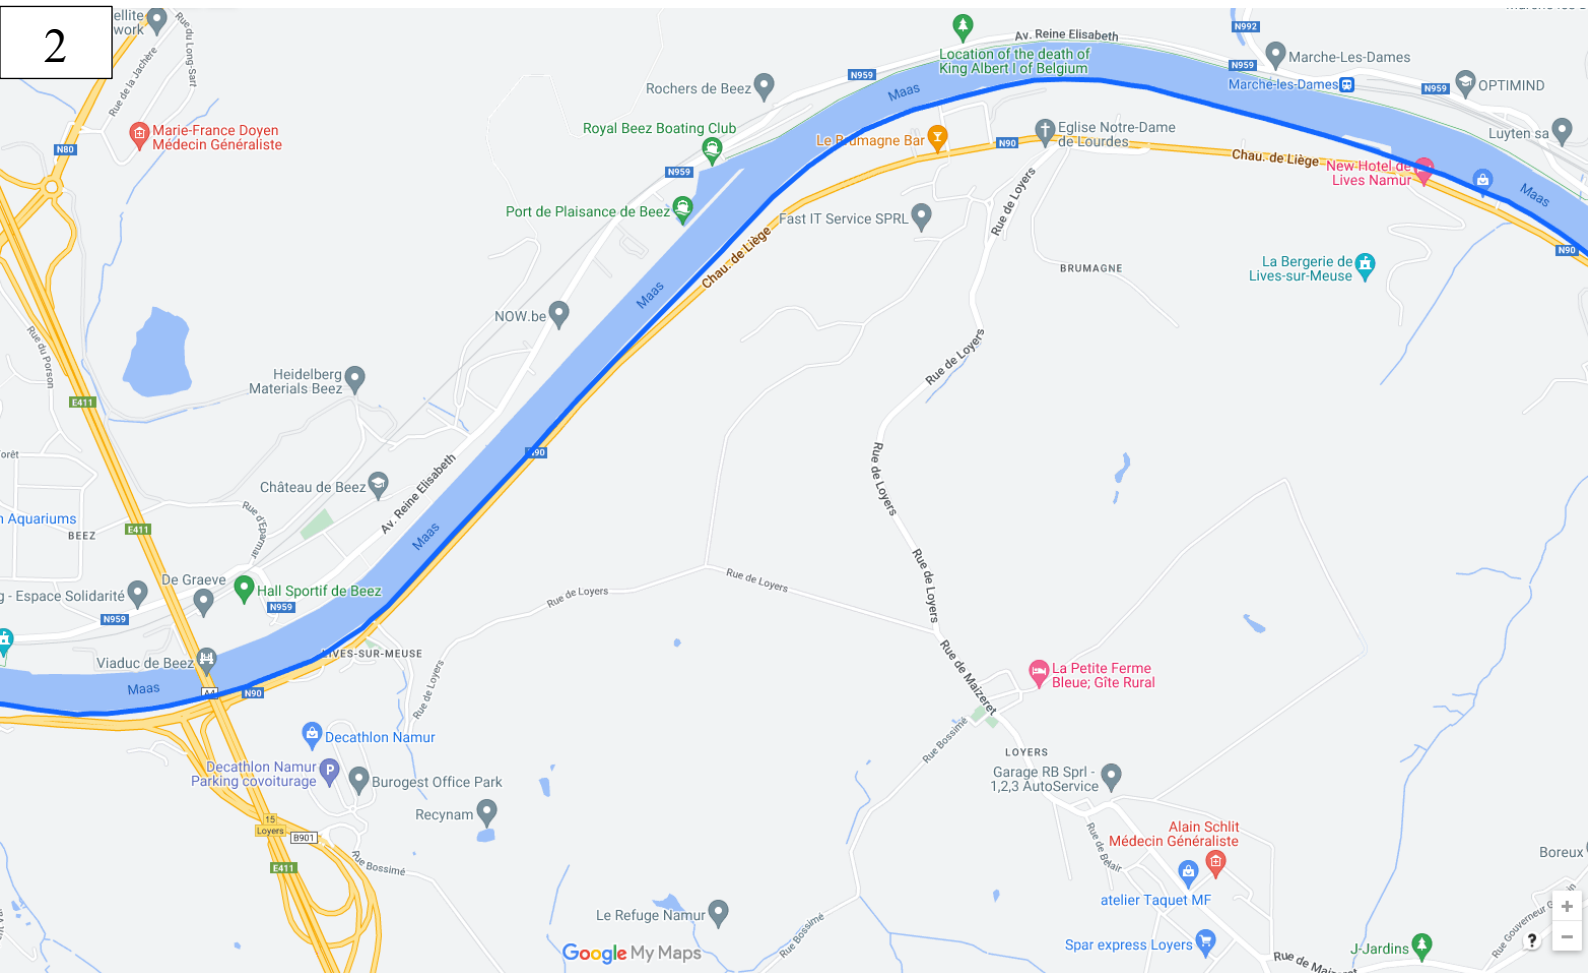 2
ellite
work
Rue du Long-Sart
Rue de la Jachère
Marie-France Doyen
Médecin Généraliste
N80
Rochers de Beez
N959
Av. Reine Elisabeth
Location of the death of
King Albert I of Belgium
Maas
N992
Marche-Les-Dames
N959
Marche-les-Dames
N959
OPTIMIND
Luyten sa
Royal Beez Boating Club
Le Brumagne Bar
N90
Eglise Notre-Dame
de Lourdes
Chau. de Liège
New Hotel de
Lives Namur
Maas
N90
N959
Port de Plaisance de Beez
Fast IT Service SPRL
Rue de Loyers
Chau. de Liège
BRUMAGNE
La Bergerie de
Lives-sur-Meuse
Maas
NOW.be
Rue du Porson
Rue de Loyers
Heidelberg
Materials Beez
E411
N90
orêt
Château de Beez
Av. Reine Elisabeth
Rue de Loyers
n Aquariums
BEEZ
E411
Rue d'Eparmar
Maas
De Graeve
Hall Sportif de Beez
g - Espace Solidarité
N959
N959
Rue de Loyers
Rue de Loyers
Rue de Loyers
Viaduc de Beez
LIVES-SUR-MEUSE
Maas
A4
N90
Rue de Loyers
Rue de Maizeret
La Petite Ferme
Bleue; Gîte Rural
Decathlon Namur
Rue Bossimé
LOYERS
Decathlon Namur
Parking covoiturage
Burogest Office Park
Garage RB Sprl -
1,2,3 AutoService
Recynam
15
Loyers
B901
Rue de Bélair
Alain Schlit
Médecin Généraliste
E411
Rue Bossimé
Boreux
atelier Taquet MF
Le Refuge Namur
Rue Bossimé
Google My Maps
Spar express Loyers
J-Jardins
Rue de Maizeret
+
?
−